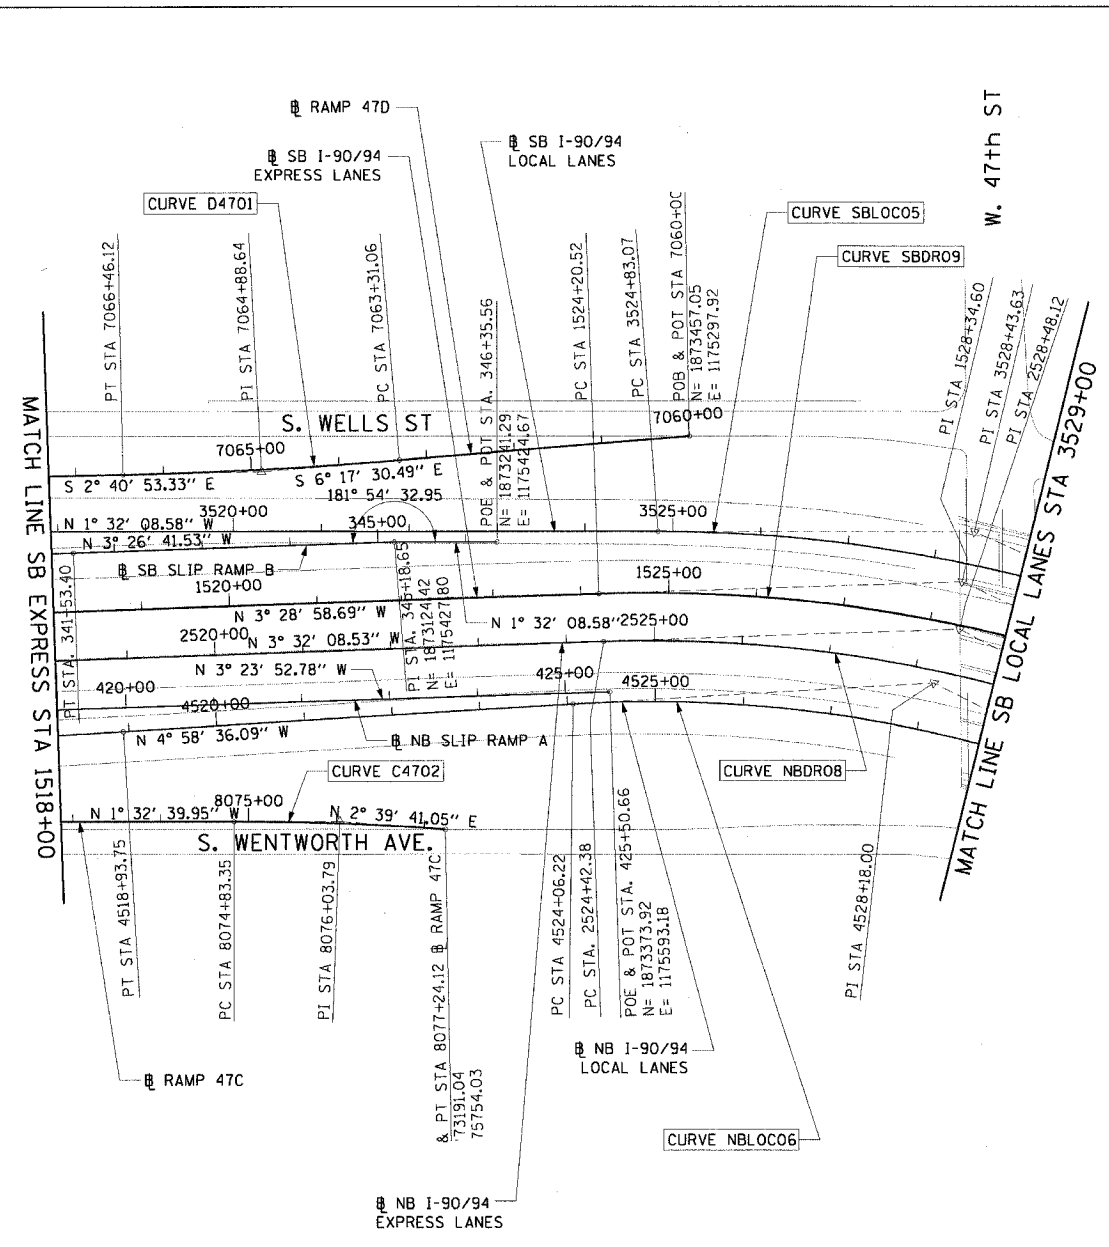 W. 47th ST
℄ RAMP 47D
℄ SB I-90/94
EXPRESS LANES
℄ SB I-90/94
LOCAL LANES
CURVE D4701
CURVE SBLOC05
CURVE SBDR09
PT STA 7066+46.12
PI STA 7064+88.64
PC STA 7063+31.06
POE & POT STA. 346+35.56
N= 1873241.29
E= 1175424.67
PC STA 1524+20.52
PC STA 3524+83.07
POB & POT STA 7060+00
N= 1873457.05
E= 1175297.92
PI STA 1528+34.60
PI STA 3528+43.63
PI STA 2528+48.12
MATCH LINE SB EXPRESS STA 1518+00
MATCH LINE SB LOCAL LANES STA 3529+00
S. WELLS ST
7065+00
7060+00
S 2° 40' 53.33" E
S 6° 17' 30.49" E
181° 54' 32.95
3520+00
345+00
3525+00
N 1° 32' 08.58" W
N 3° 26' 41.53" W
℄ SB SLIP RAMP B
PT STA. 341+53.40
1520+00
1525+00
N 3° 28' 58.69" W
PI STA. 345+18.65
N= 1873124.42
E= 1175427.80
N 1° 32' 08.58"
2520+00
2525+00
N 3° 32' 08.53" W
N 3° 23' 52.78" W
420+00
425+00
4520+00
4525+00
N 4° 58' 36.09" W
℄ NB SLIP RAMP A
CURVE C4702
CURVE NBDR08
8075+00
N 1° 32' 39.95" W
N 2° 39' 41.05" E
S. WENTWORTH AVE.
PT STA 4518+93.75
PC STA 8074+83.35
PI STA 8076+03.79
& PT STA 8077+24.12 ℄ RAMP 47C
73191.04
75754.03
PC STA 4524+06.22
PC STA. 2524+42.38
POE & POT STA. 425+50.66
N= 1873373.92
E= 1175593.18
PI STA 4528+18.00
℄ NB I-90/94
LOCAL LANES
℄ RAMP 47C
CURVE NBLOC06
℄ NB I-90/94
EXPRESS LANES